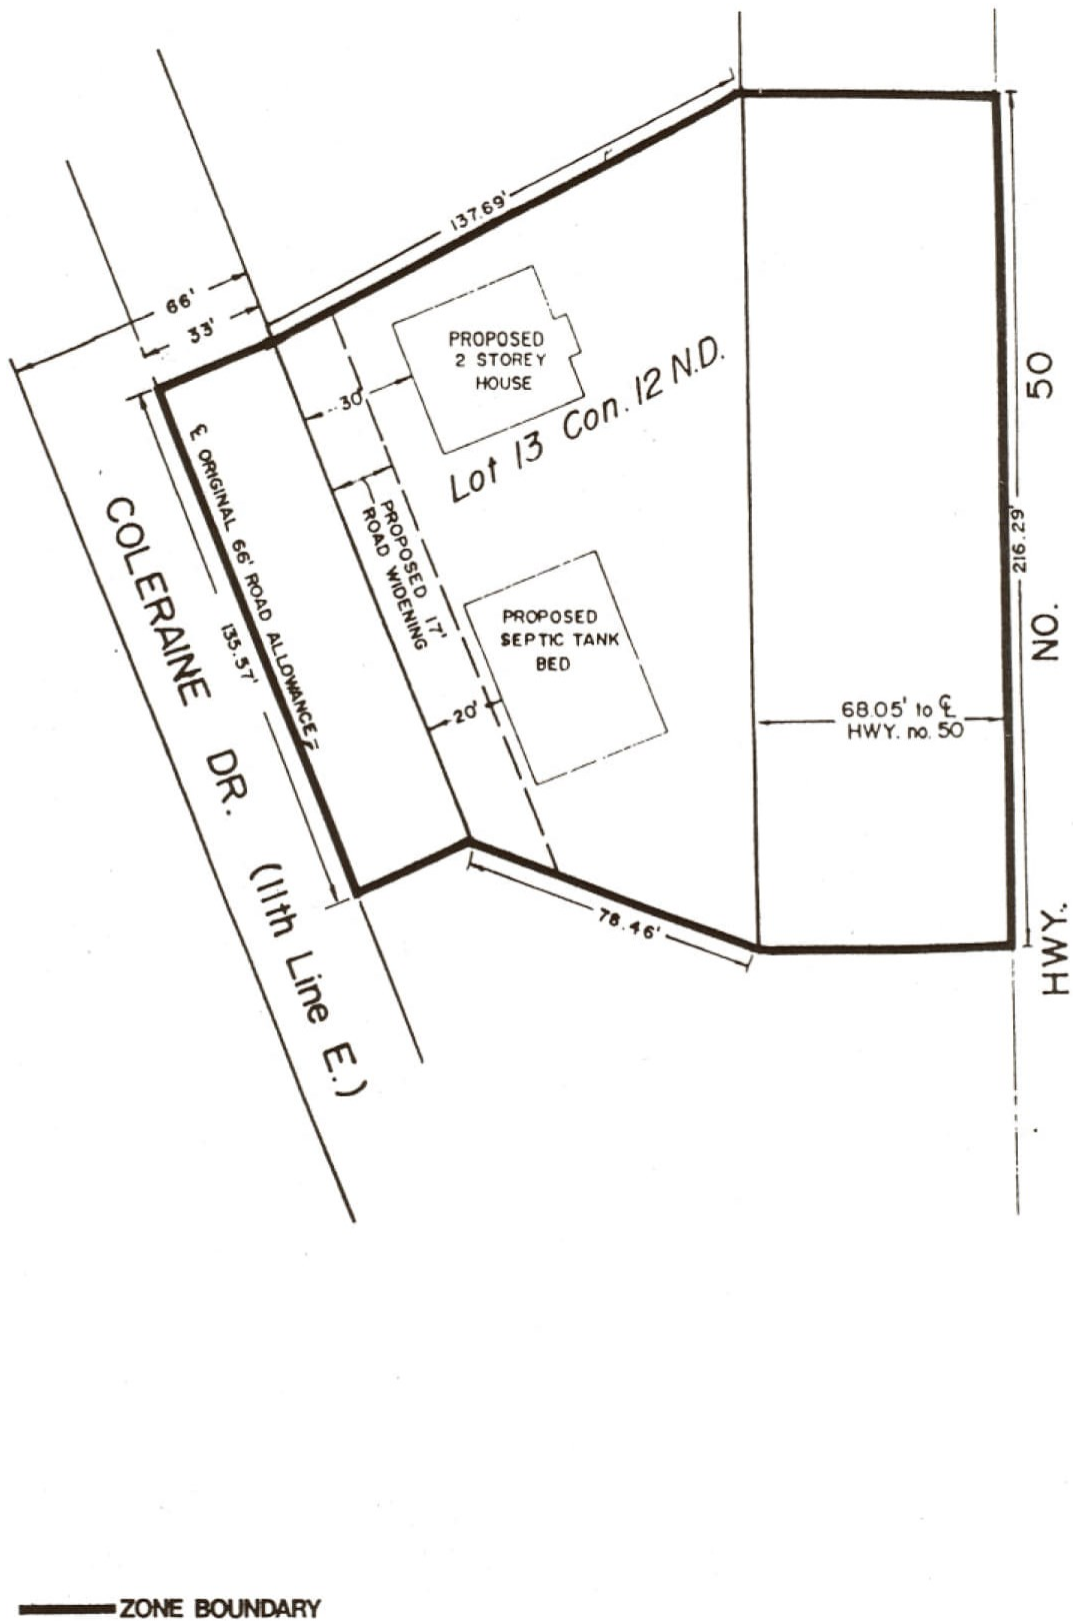 137.69'
66'
33'
PROPOSED
2 STOREY
HOUSE
30'
Lot 13 Con. 12 N.D.
50
NO.
HWY.
216.29'
℄ ORIGINAL 66' ROAD ALLOWANCE
135.57'
PROPOSED 17'
ROAD WIDENING
COLERAINE DR. (11th Line E.)
PROPOSED
SEPTIC TANK
BED
20'
68.05' to ℄
HWY. no. 50
78.46'
ZONE BOUNDARY